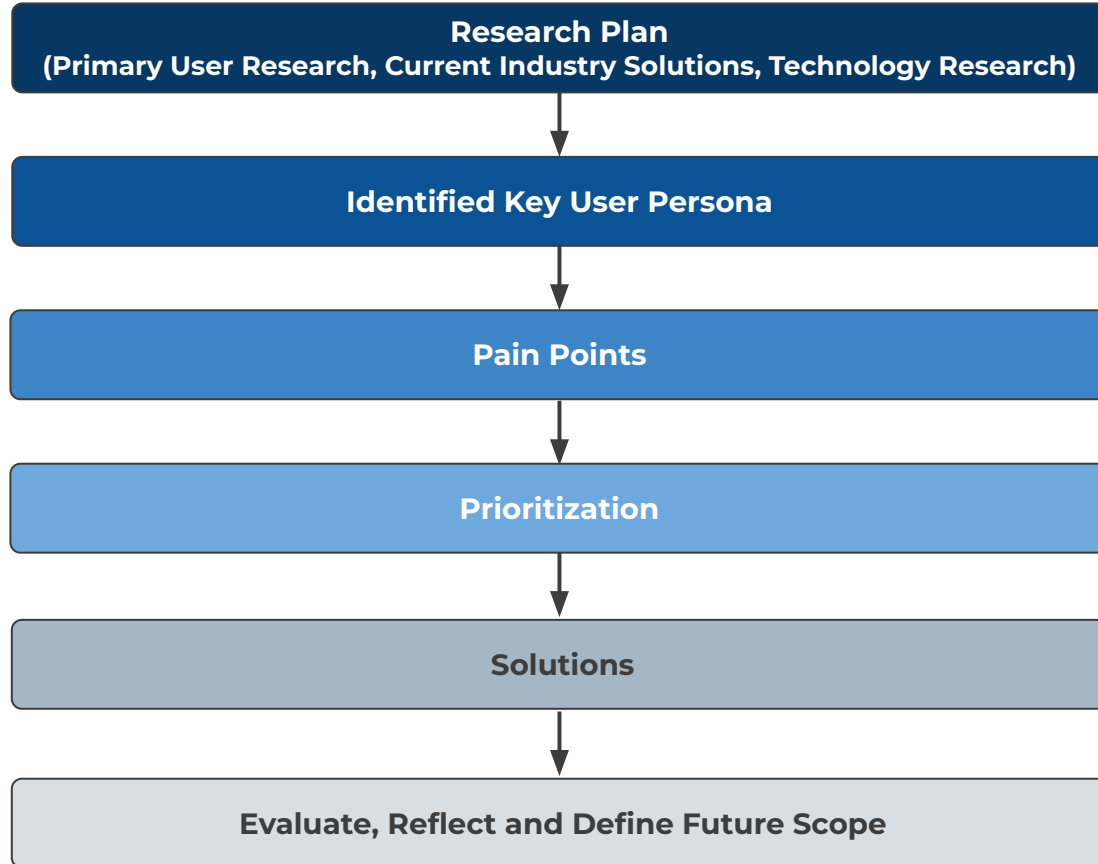 Research Plan
(Primary User Research, Current Industry Solutions, Technology Research)
Identified Key User Persona
Pain Points
Prioritization
Solutions
Evaluate, Reflect and Define Future Scope